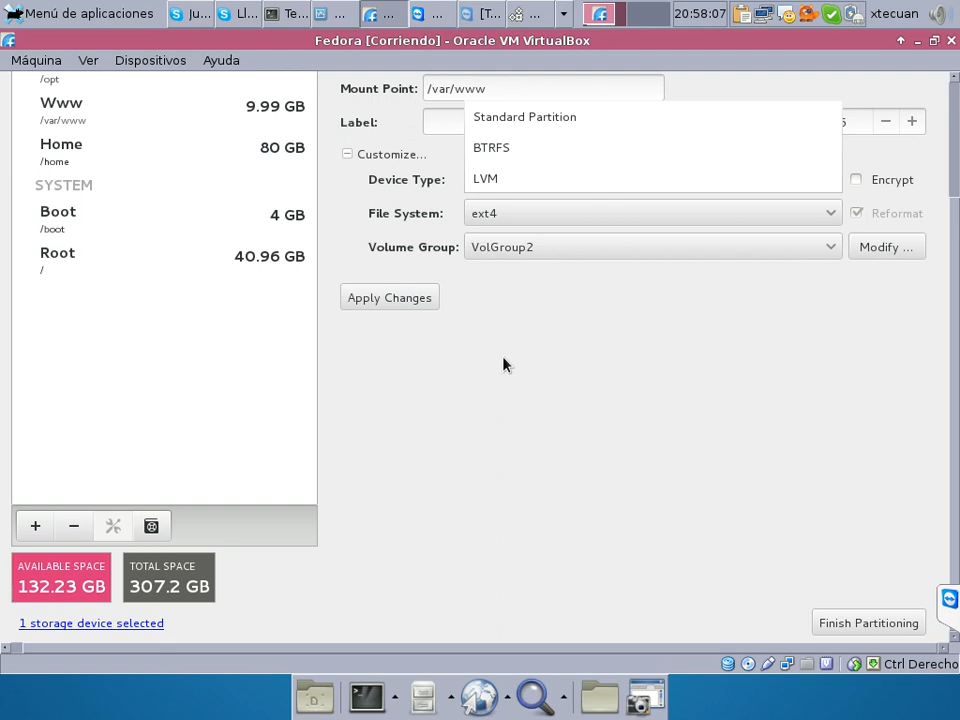 Menú de aplicaciones
Ju...
Ll...
Te...
...
...
...
[T...
...
20:58:07
xtecuan
Fedora [Corriendo] - Oracle VM VirtualBox
Máquina Ver Dispositivos Ayuda
/opt
Www 9.99 GB
/var/www
Home 80 GB
/home
SYSTEM
Boot 4 GB
/boot
Root 40.96 GB
/
Mount Point: /var/www
Label:
Standard Partition
BTRFS
LVM
Customize...
Device Type: Encrypt
File System: ext4 Reformat
Volume Group: VolGroup2 Modify ...
Apply Changes
AVAILABLE SPACE
132.23 GB
TOTAL SPACE
307.2 GB
1 storage device selected
Finish Partitioning
Ctrl Derecho